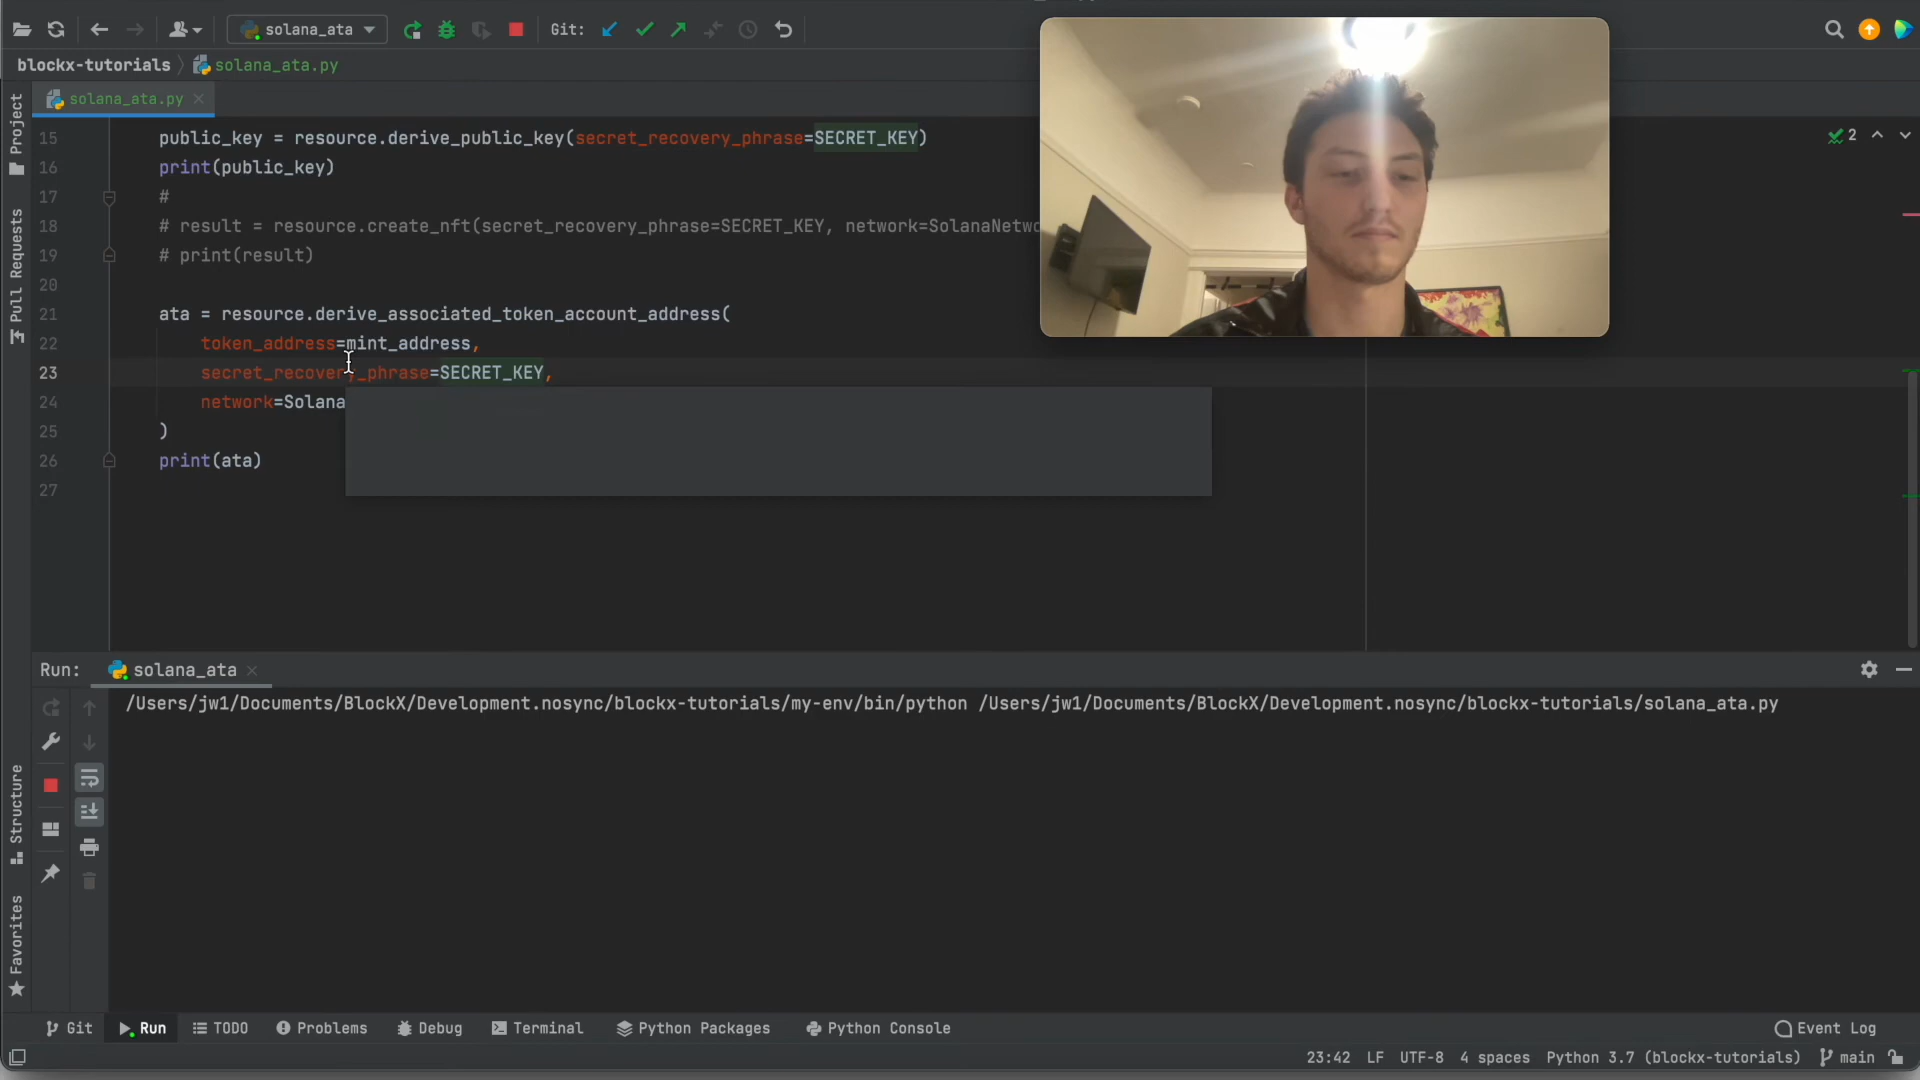 solana_ata
Git:
blockx-tutorials
solana_ata.py
solana_ata.py
Project
Pull Requests
Structure
Favorites
2
15 public_key = resource.derive_public_key(secret_recovery_phrase=SECRET_KEY)
16 print(public_key)
17 #
18 # result = resource.create_nft(secret_recovery_phrase=SECRET_KEY, network=SolanaNetwo
19 # print(result)
20
21 ata = resource.derive_associated_token_account_address(
22 token_address=mint_address,
23 secret_recovery_phrase=SECRET_KEY,
24 network=Solana
25 )
26 print(ata)
27
Run: solana_ata
/Users/jw1/Documents/BlockX/Development.nosync/blockx-tutorials/my-env/bin/python /Users/jw1/Documents/BlockX/Development.nosync/blockx-tutorials/solana_ata.py
Git Run TODO Problems Debug Terminal Python Packages Python Console Event Log
23:42 LF UTF-8 4 spaces Python 3.7 (blockx-tutorials) main